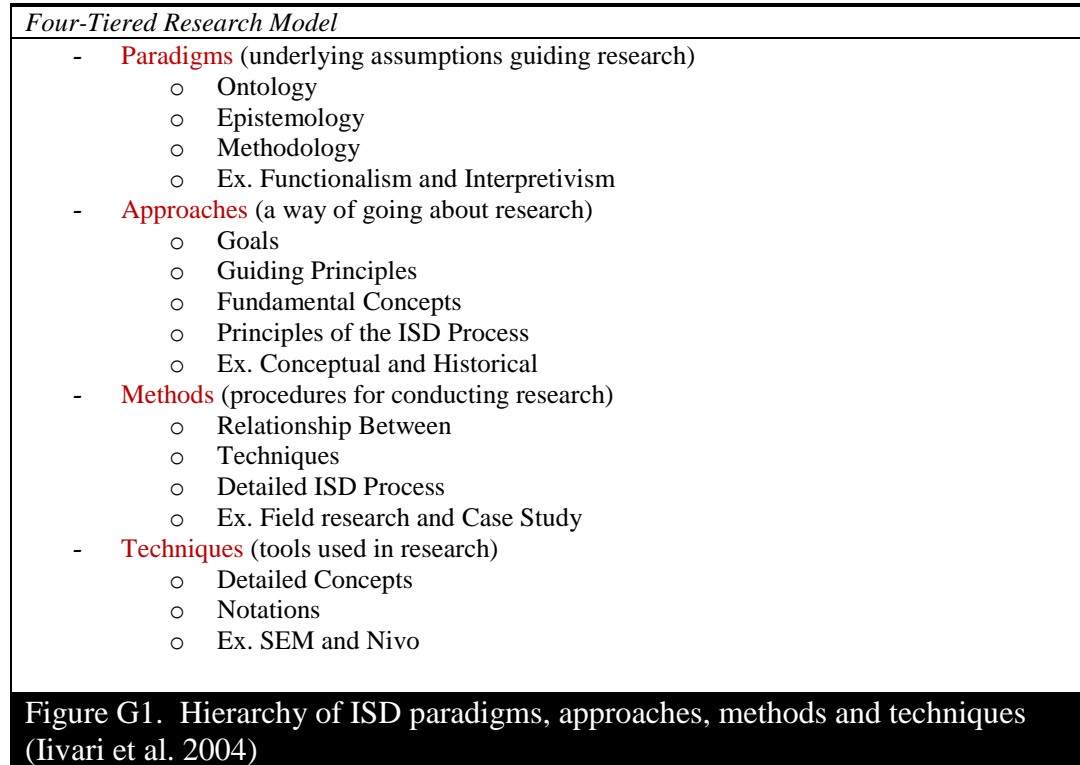 Four-Tiered Research Model
- Paradigms (underlying assumptions guiding research)
o Ontology
o Epistemology
o Methodology
o Ex. Functionalism and Interpretivism
- Approaches (a way of going about research)
o Goals
o Guiding Principles
o Fundamental Concepts
o Principles of the ISD Process
o Ex. Conceptual and Historical
- Methods (procedures for conducting research)
o Relationship Between
o Techniques
o Detailed ISD Process
o Ex. Field research and Case Study
- Techniques (tools used in research)
o Detailed Concepts
o Notations
o Ex. SEM and Nivo
Figure G1. Hierarchy of ISD paradigms, approaches, methods and techniques
(Iivari et al. 2004)